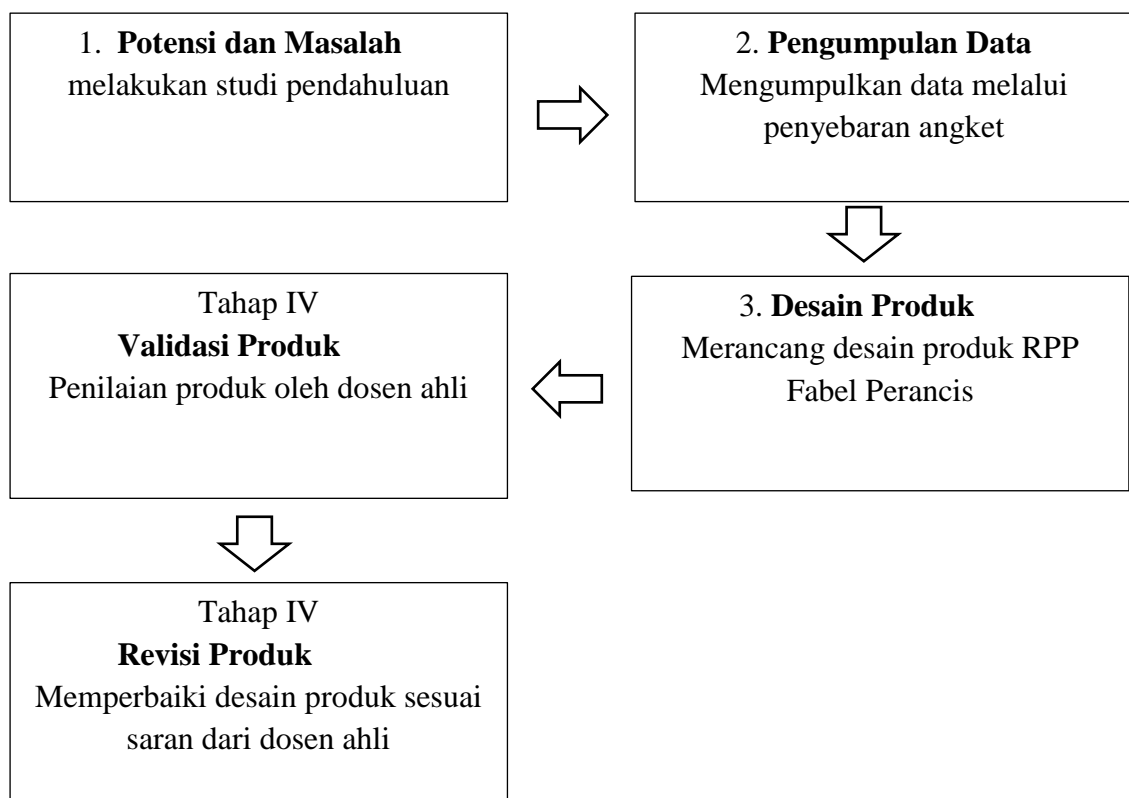 1. Potensi dan Masalah
melakukan studi pendahuluan
2. Pengumpulan Data
Mengumpulkan data melalui
penyebaran angket
3. Desain Produk
Merancang desain produk RPP
Fabel Perancis
Tahap IV
Validasi Produk
Penilaian produk oleh dosen ahli
Tahap IV
Revisi Produk
Memperbaiki desain produk sesuai
saran dari dosen ahli